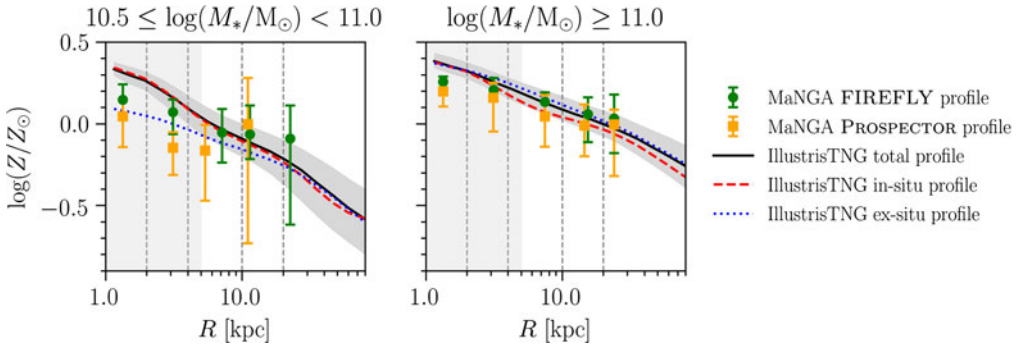 10.5 ≤ log(M∗/M⊙) < 11.0
log(M∗/M⊙) ≥ 11.0
0.5
0.0
−0.5
log(Z/Z⊙)
1.0
10.0
R [kpc]
0.5
1.0
10.0
R [kpc]
MaNGA FIREFLY profile
MaNGA PROSPECTOR profile
IllustrisTNG total profile
IllustrisTNG in-situ profile
IllustrisTNG ex-situ profile